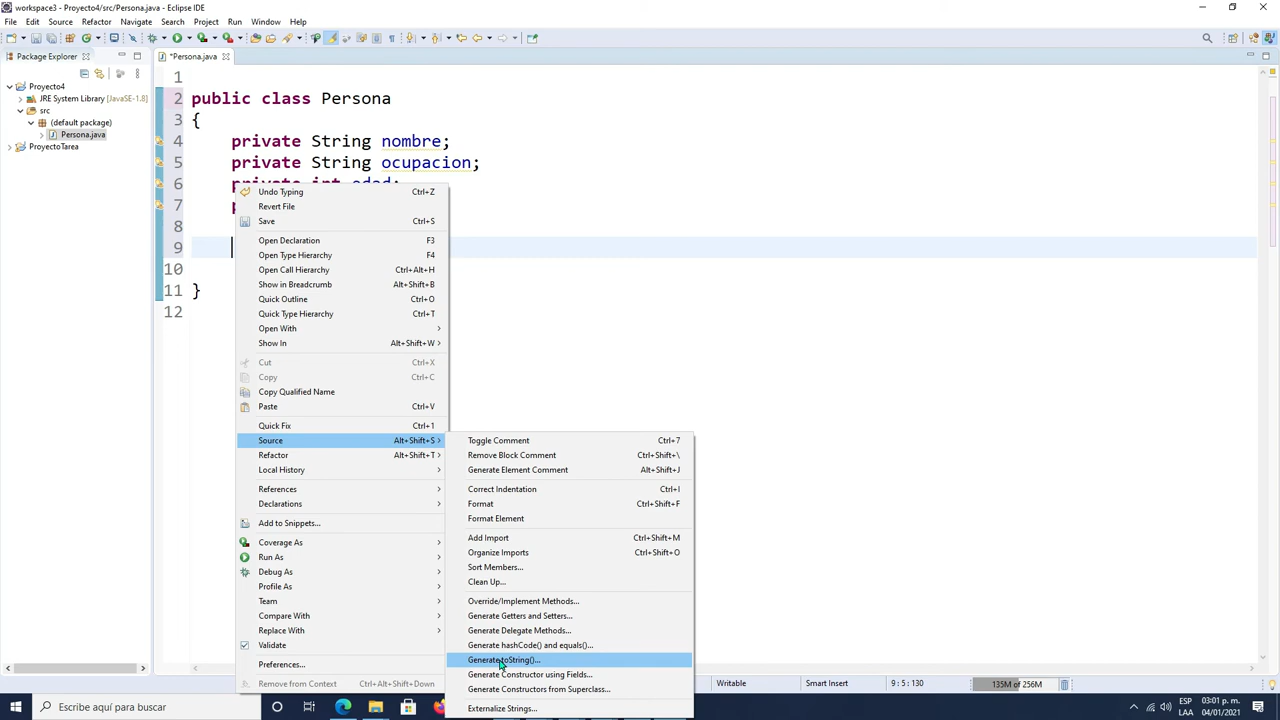 workspace3 - Proyecto4/src/Persona.java - Eclipse IDE
File Edit Source Refactor Navigate Search Project Run Window Help
Package Explorer
*Persona.java
Proyecto4
JRE System Library [JavaSE-1.8]
src
(default package)
Persona.java
ProyectoTarea
1
2 public class Persona
3 {
4 private String nombre;
5 private String ocupacion;
6 private int edad;
7
8
9
10
11 }
12
Undo Typing Ctrl+Z
Revert File
Save Ctrl+S
Open Declaration F3
Open Type Hierarchy F4
Open Call Hierarchy Ctrl+Alt+H
Show in Breadcrumb Alt+Shift+B
Quick Outline Ctrl+O
Quick Type Hierarchy Ctrl+T
Open With
Show In Alt+Shift+W
Cut Ctrl+X
Copy Ctrl+C
Copy Qualified Name
Paste Ctrl+V
Quick Fix Ctrl+1
Source Alt+Shift+S
Refactor Alt+Shift+T
Local History
References
Declarations
Add to Snippets...
Coverage As
Run As
Debug As
Profile As
Team
Compare With
Replace With
Validate
Preferences...
Remove from Context Ctrl+Alt+Shift+Down
Toggle Comment Ctrl+7
Remove Block Comment Ctrl+Shift+\
Generate Element Comment Alt+Shift+J
Correct Indentation Ctrl+I
Format Ctrl+Shift+F
Format Element
Add Import Ctrl+Shift+M
Organize Imports Ctrl+Shift+O
Sort Members...
Clean Up...
Override/Implement Methods...
Generate Getters and Setters...
Generate Delegate Methods...
Generate hashCode() and equals()...
Generate toString()...
Generate Constructor using Fields...
Generate Constructors from Superclass...
Externalize Strings...
Writable Smart Insert 9 : 5 : 130 135M of 256M
Escribe aquí para buscar
ESP 03:01 p. m.
LAA 04/01/2021